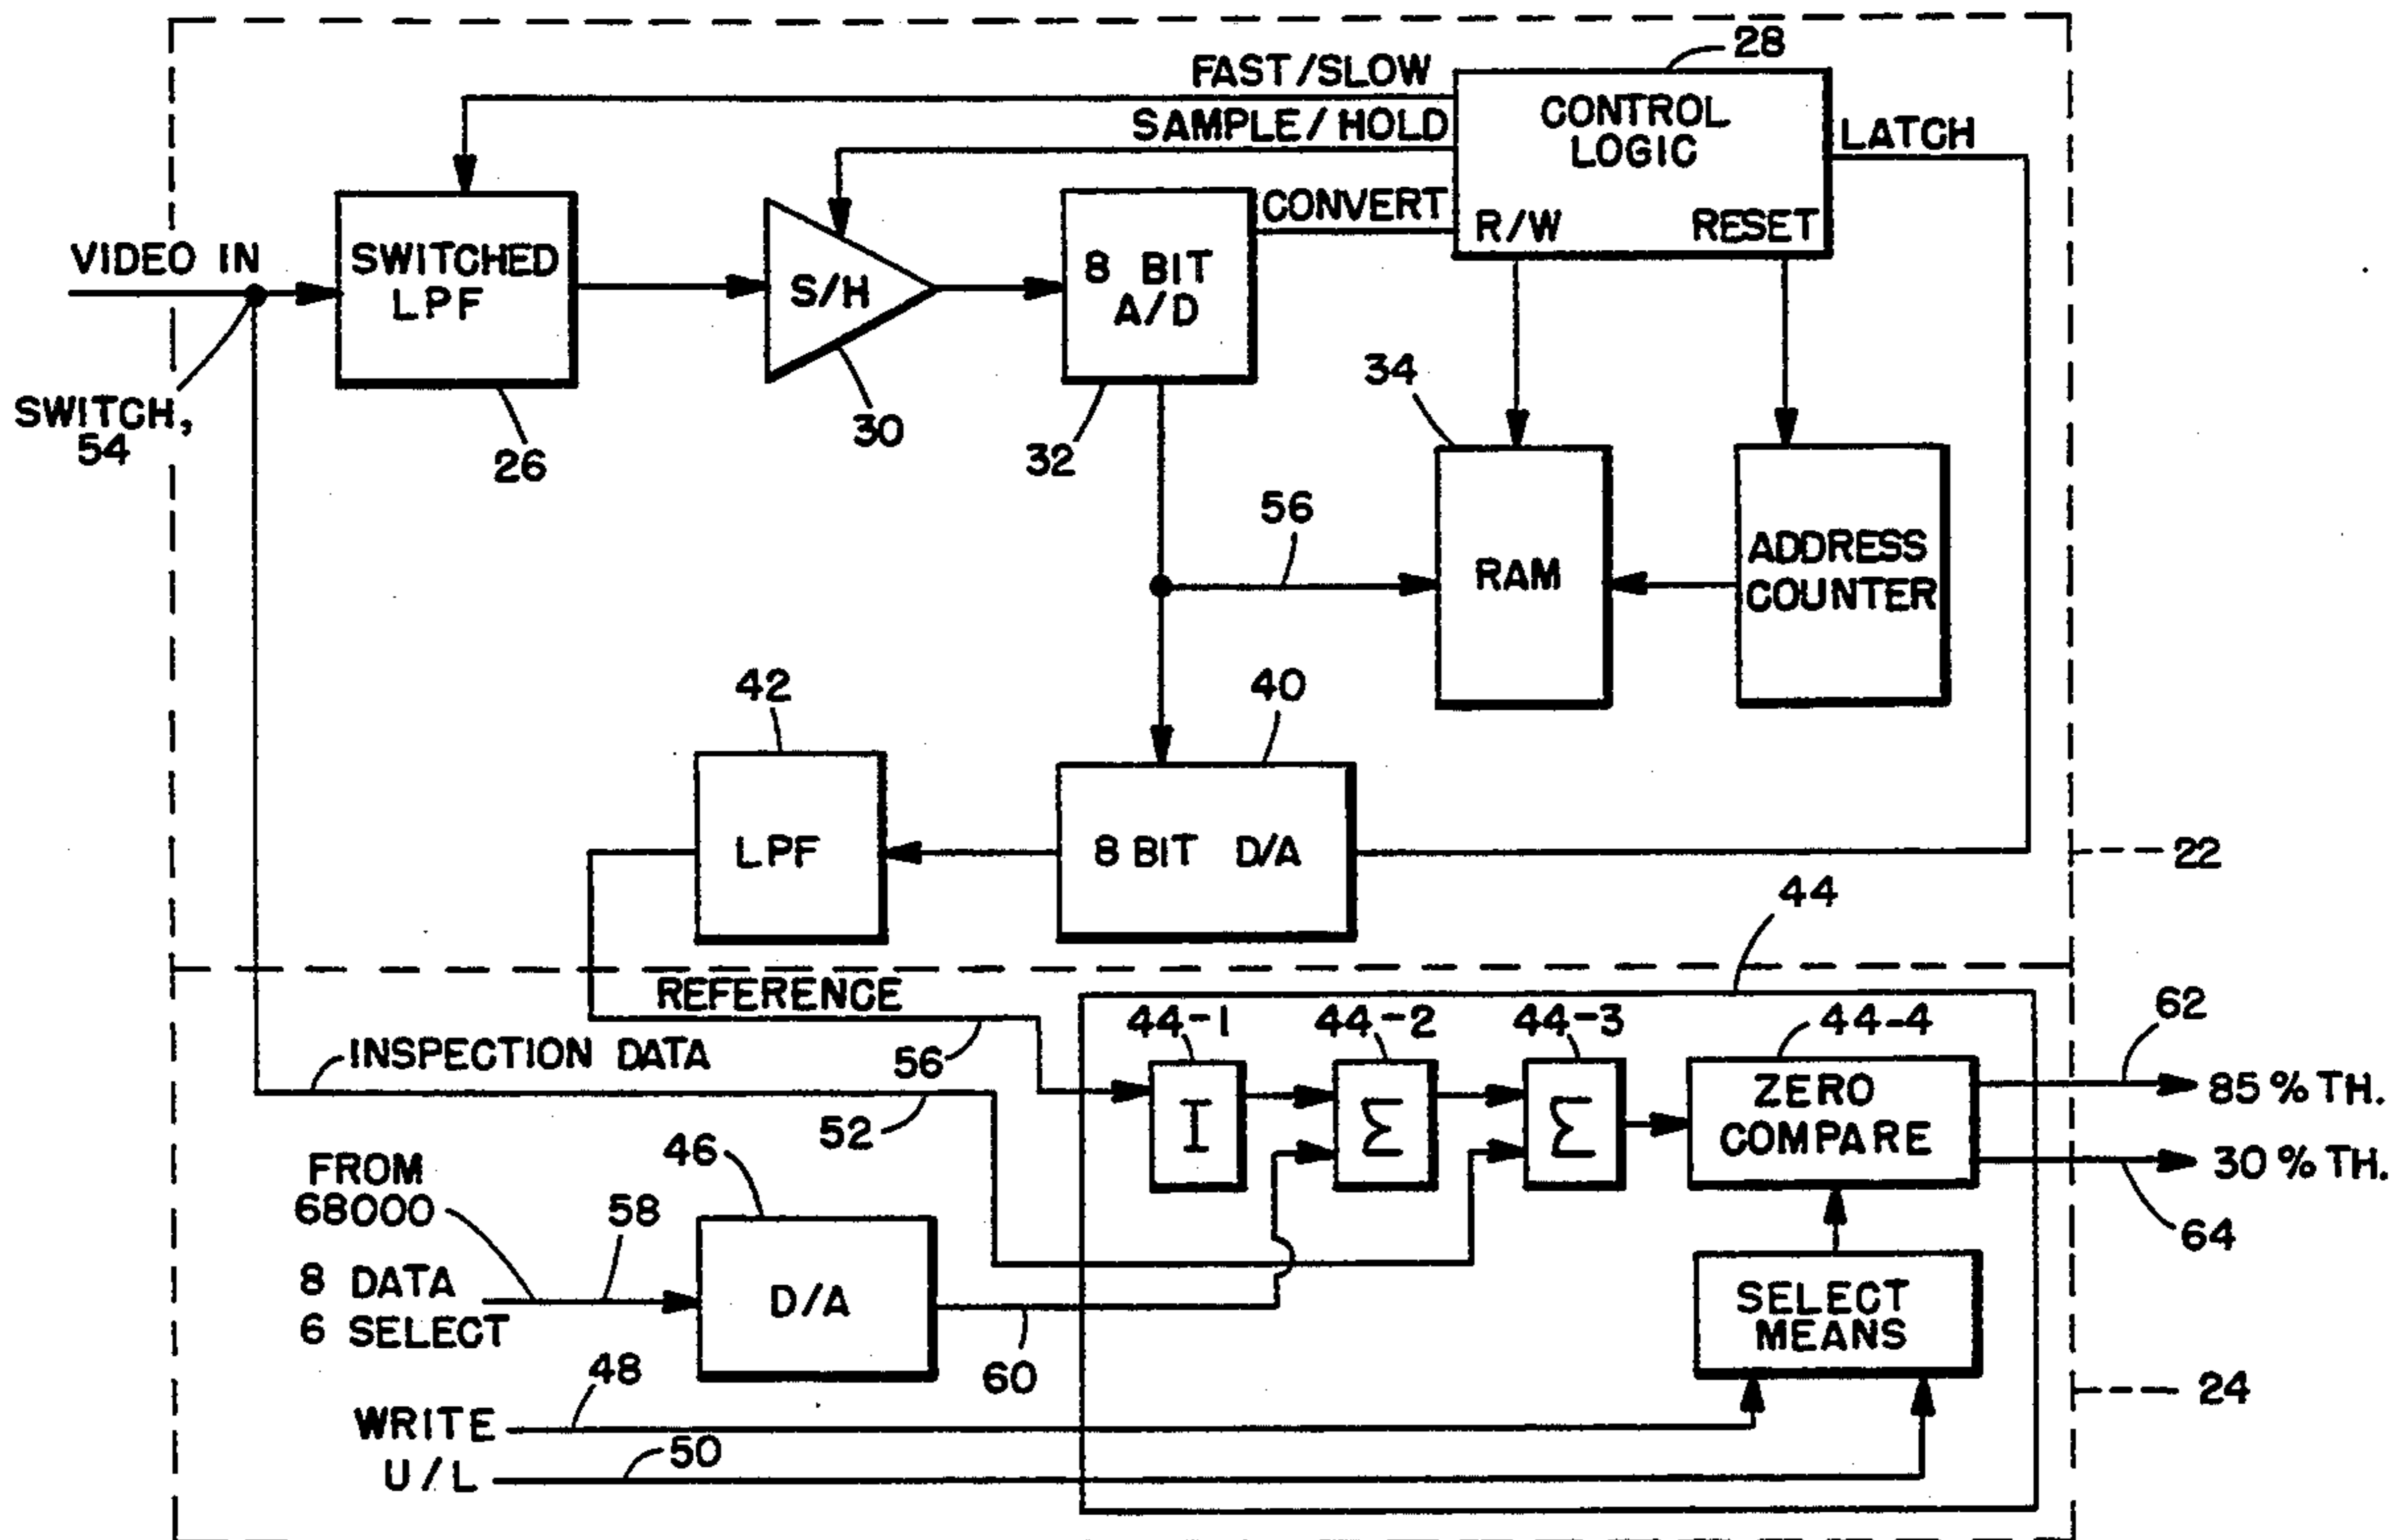 28
FAST/SLOW
SAMPLE/HOLD
CONTROL
LOGIC
LATCH
CONVERT
R/W
RESET
VIDEO IN
SWITCHED
LPF
S/H
8 BIT
A/D
SWITCH,
54
26
30
32
34
56
RAM
ADDRESS
COUNTER
42
40
LPF
8 BIT D/A
22
44
REFERENCE
44-1
44-2
44-3
44-4
62
INSPECTION DATA
56
52
I
Σ
Σ
ZERO
COMPARE
85% TH.
30% TH.
64
FROM
68000
58
46
8 DATA
6 SELECT
D/A
60
SELECT
MEANS
48
WRITE
24
50
U/L